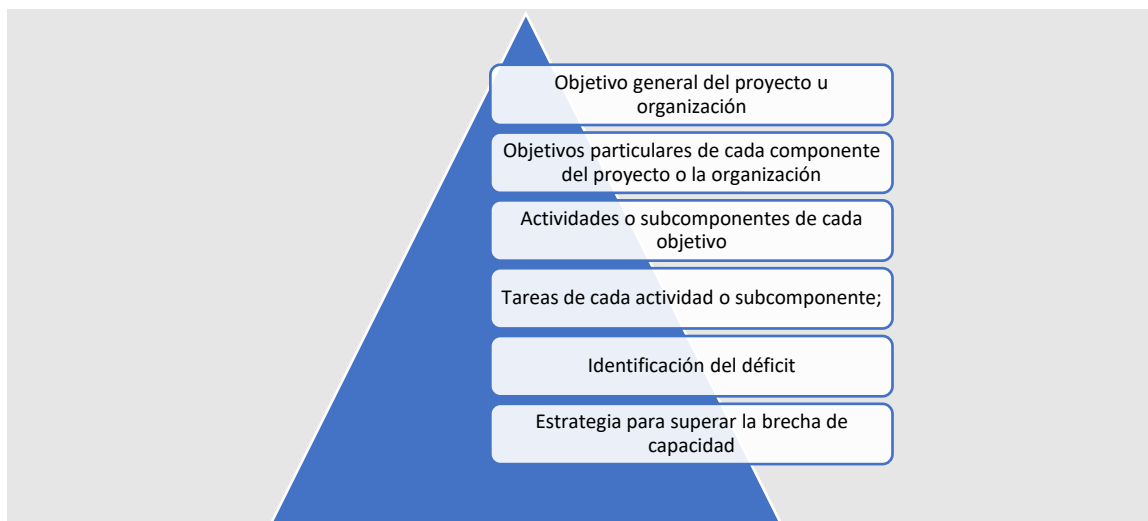 Objetivo general del proyecto u
organización
Objetivos particulares de cada componente
del proyecto o la organización
Actividades o subcomponentes de cada
objetivo
Tareas de cada actividad o subcomponente;
Identificación del déficit
Estrategia para superar la brecha de
capacidad